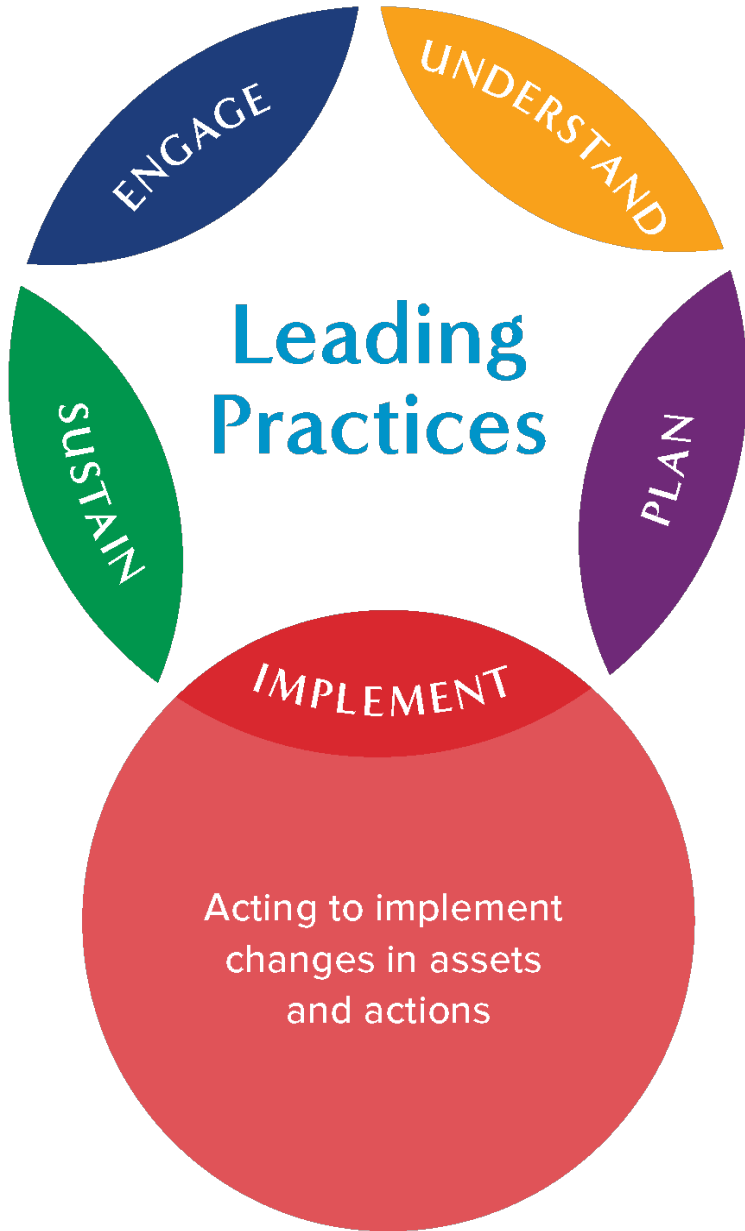 ENGAGE
UNDERSTAND
Leading
Practices
SUSTAIN
PLAN
IMPLEMENT
Acting to implement
changes in assets
and actions